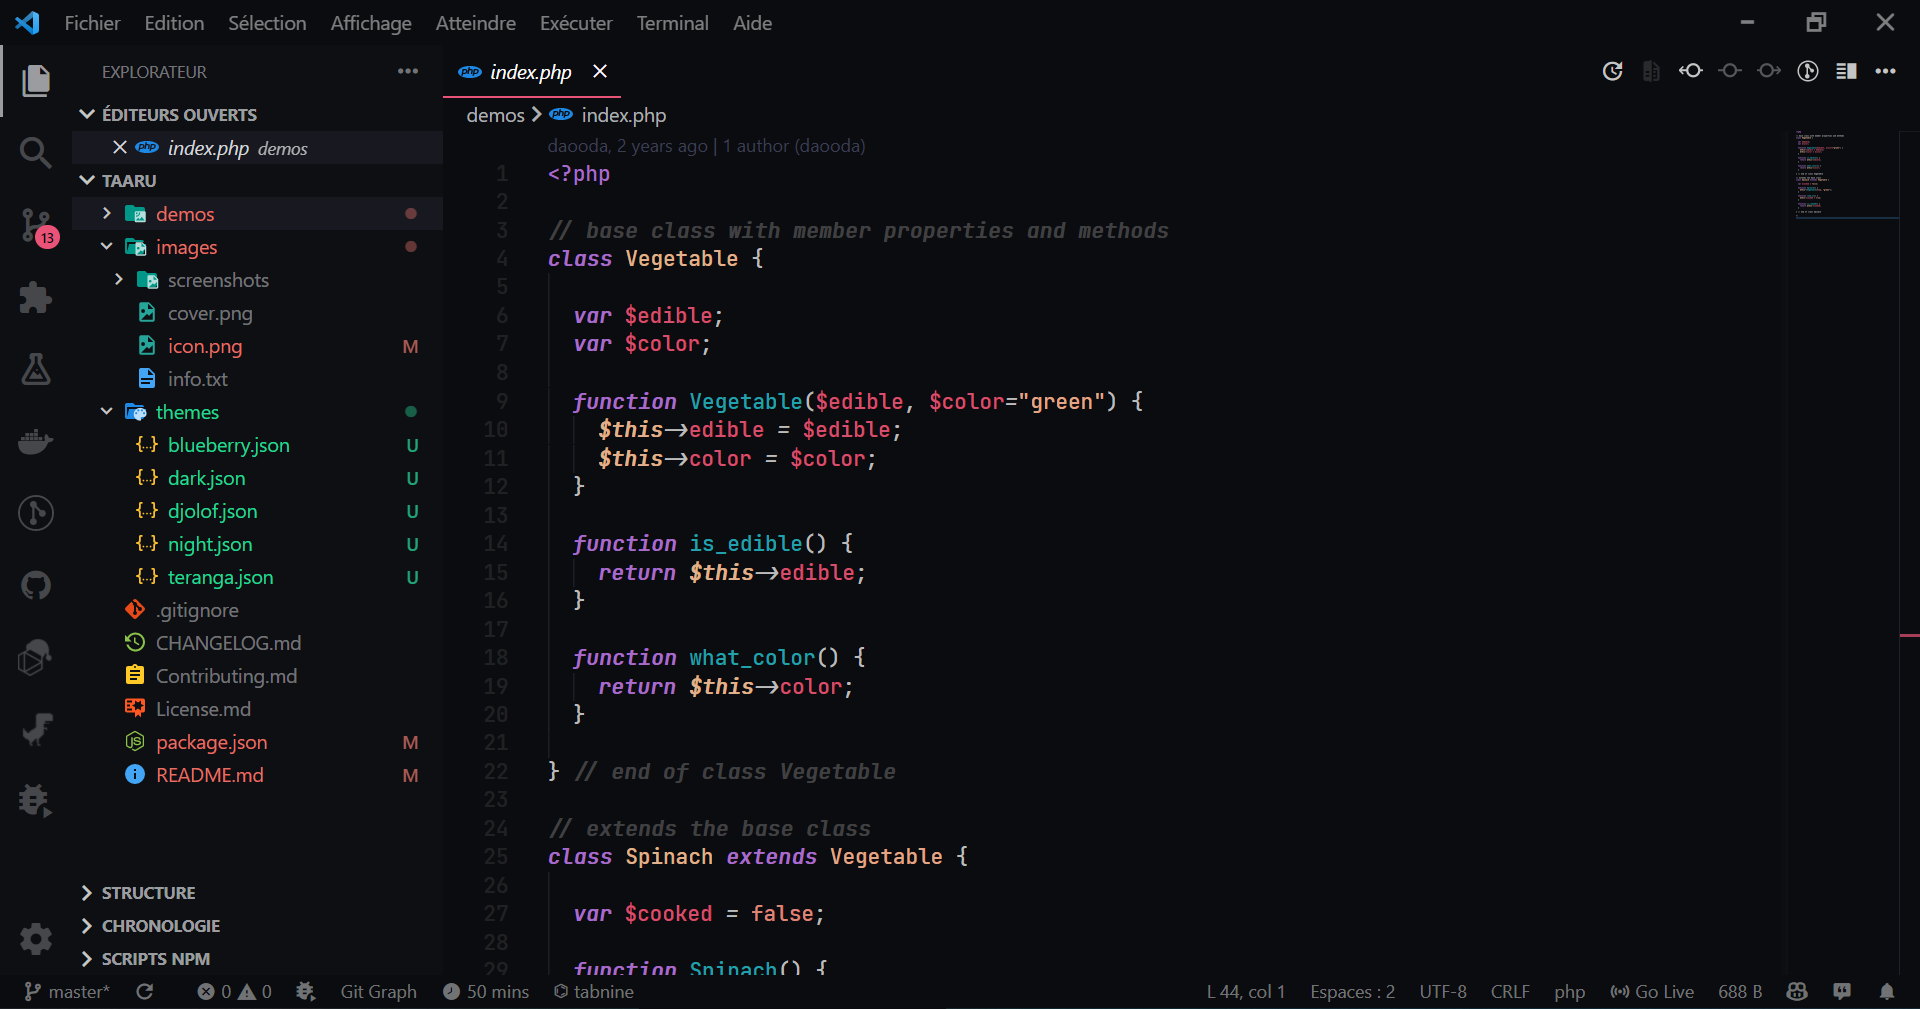 Fichier Edition Sélection Affichage Atteindre Exécuter Terminal Aide
EXPLORATEUR
ÉDITEURS OUVERTS
php index.php demos
TAARU
demos
images
screenshots
cover.png
icon.png M
info.txt
themes
blueberry.json U
dark.json U
djolof.json U
night.json U
teranga.json U
.gitignore
CHANGELOG.md
Contributing.md
License.md
package.json M
README.md M
STRUCTURE
CHRONOLOGIE
SCRIPTS NPM
13
php index.php
demos > php index.php
daooda, 2 years ago | 1 author (daooda)
1 <?php
2
3 // base class with member properties and methods
4 class Vegetable {
5
6 var $edible;
7 var $color;
8
9 function Vegetable($edible, $color="green") {
10 $this->edible = $edible;
11 $this->color = $color;
12 }
13
14 function is_edible() {
15 return $this->edible;
16 }
17
18 function what_color() {
19 return $this->color;
20 }
21
22 } // end of class Vegetable
23
24 // extends the base class
25 class Spinach extends Vegetable {
26
27 var $cooked = false;
28
29 function Spinach() {
master* 0 0 Git Graph 50 mins tabnine L 44, col 1 Espaces : 2 UTF-8 CRLF php Go Live 688 B